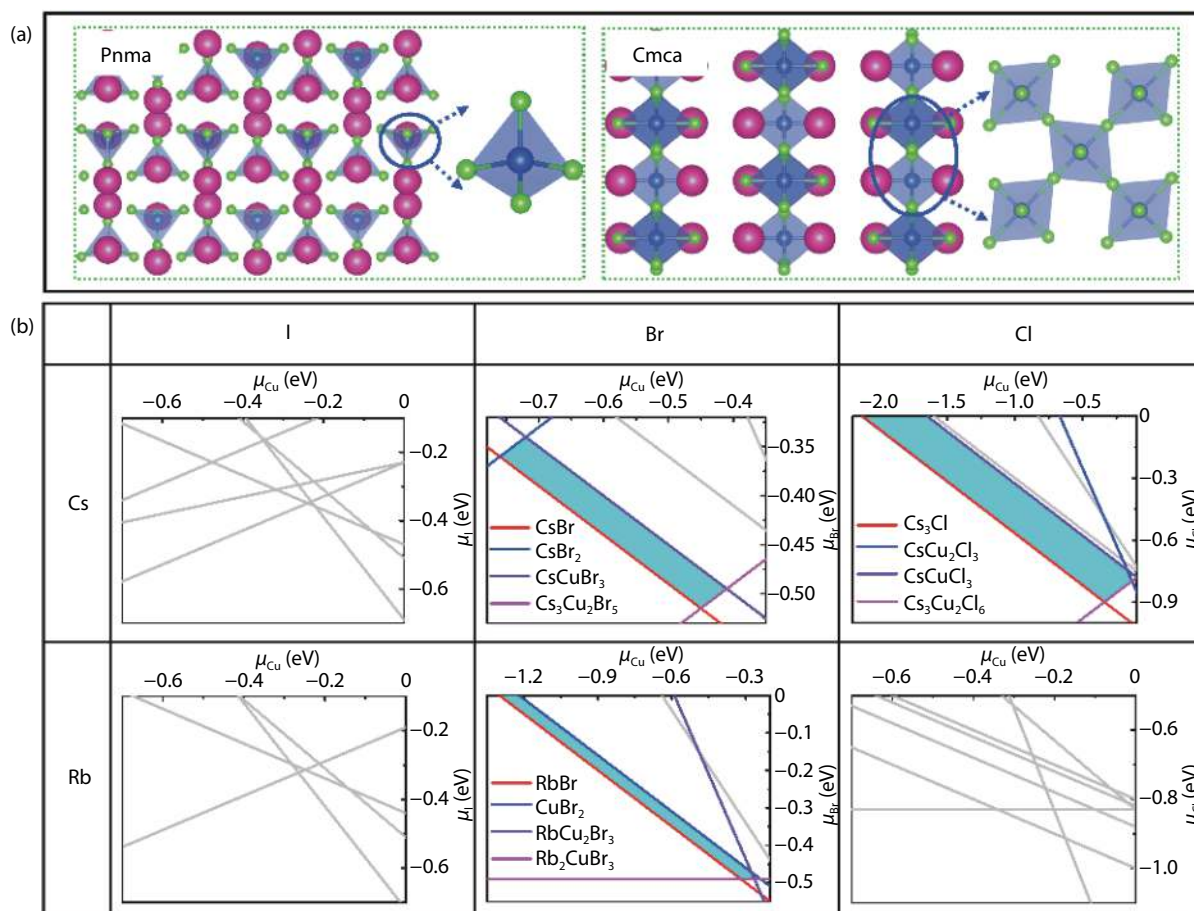 (a)
Pnma
Cmca
(b)
I
Br
Cl
Cs
μCu (eV)
−0.6 −0.4 −0.2 0
−0.2
−0.4
−0.6
μI (eV)
μCu (eV)
−0.7 −0.6 −0.5 −0.4
−0.35
−0.40
−0.45
−0.50
μBr (eV)
CsBr
CsBr2
CsCuBr3
Cs3Cu2Br5
μCu (eV)
−2.0 −1.5 −1.0 −0.5
0
−0.3
−0.6
−0.9
(eV)
Cs3Cl
CsCu2Cl3
CsCuCl3
Cs3Cu2Cl6
Rb
μCu (eV)
−0.6 −0.4 −0.2 0
−0.2
−0.4
−0.6
μI (eV)
μCu (eV)
−1.2 −0.9 −0.6 −0.3
0
−0.1
−0.2
−0.3
−0.4
−0.5
μBr (eV)
RbBr
CuBr2
RbCu2Br3
Rb2CuBr3
μCu (eV)
−0.6 −0.4 −0.2 0
−0.6
−0.8
−1.0
(eV)